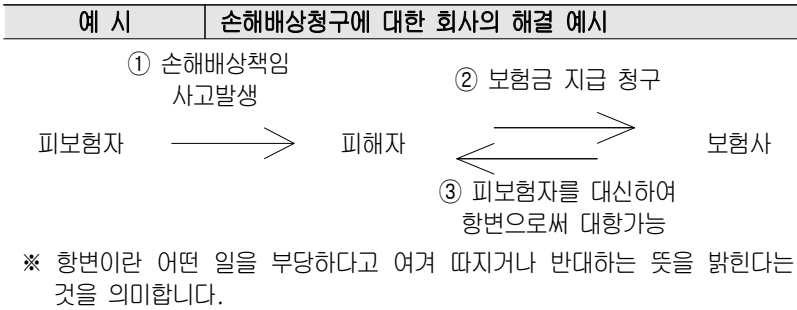 예 시 손해배상청구에 대한 회사의 해결 예시
① 손해배상책임
사고발생
② 보험금 지급 청구
피보험자 피해자 보험사
③ 피보험자를 대신하여
항변으로써 대항가능
※ 항변이란 어떤 일을 부당하다고 여겨 따지거나 반대하는 뜻을 밝힌다는
것을 의미합니다.